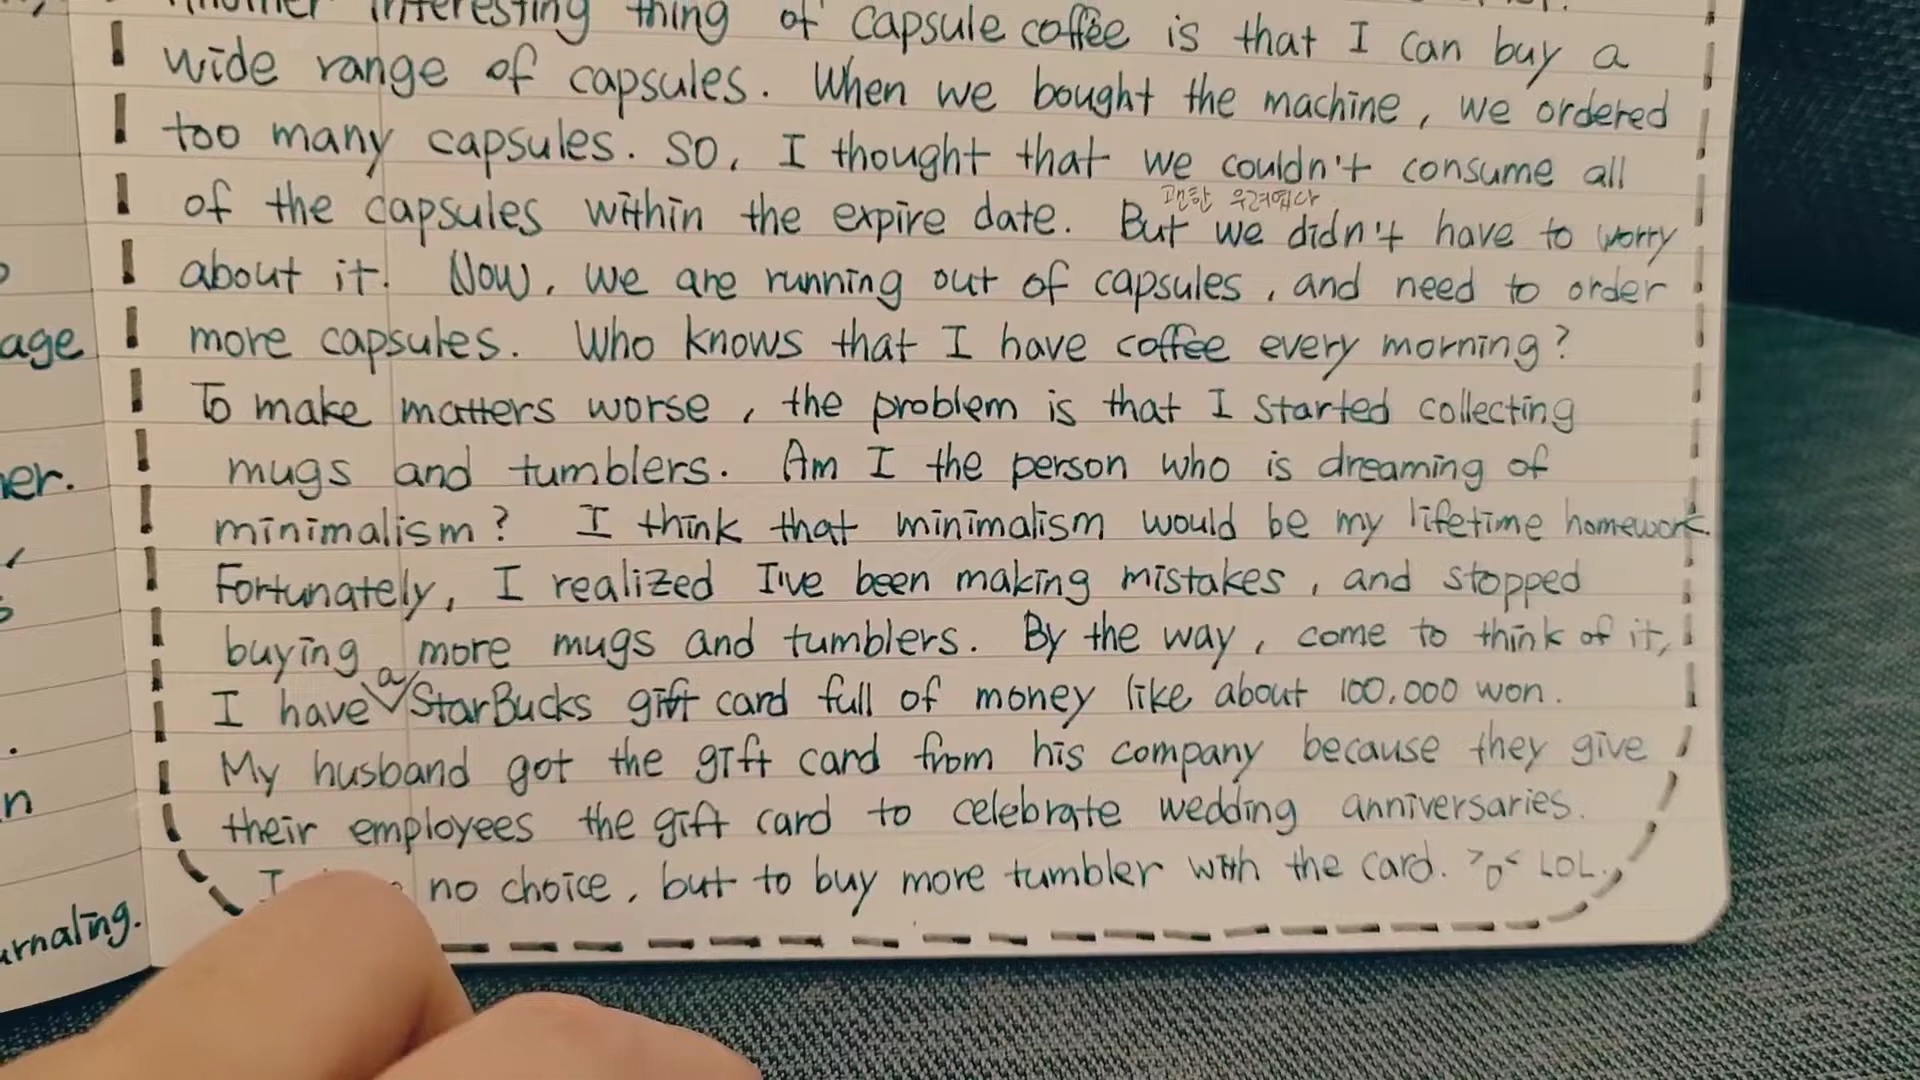 Another interesting thing of capsule coffee is that I can buy a
wide range of capsules. When we bought the machine, we ordered
too many capsules. So, I thought that we couldn't consume all
괜한 우려였다
of the capsules within the expire date. But we didn't have to worry
about it. Now, we are running out of capsules, and need to order
more capsules. Who knows that I have coffee every morning?
To make matters worse, the problem is that I started collecting
mugs and tumblers. Am I the person who is dreaming of
minimalism? I think that minimalism would be my lifetime homework
Fortunately, I realized I've been making mistakes, and stopped
buying more mugs and tumblers. By the way, come to think of it,
I have a StarBucks gift card full of money like about 100.000 won.
My husband got the gift card from his company because they give
their employees the gift card to celebrate wedding anniversaries.
I no choice, but to buy more tumbler with the card. >o< LOL.
age
er.
n
urnaling.